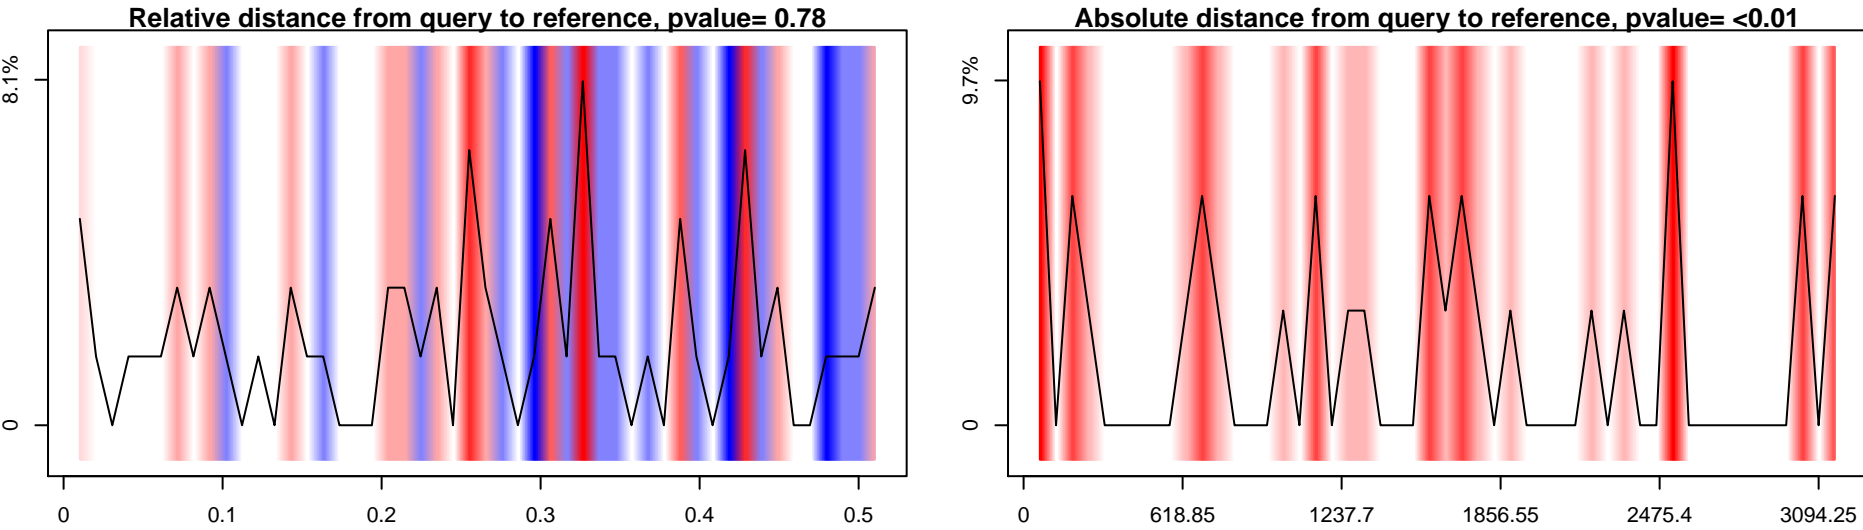 Relative distance from query to reference, pvalue= 0.78
8.1%
0
0 0.1 0.2 0.3 0.4 0.5
Absolute distance from query to reference, pvalue= <0.01
9.7%
0
0 618.85 1237.7 1856.55 2475.4 3094.25